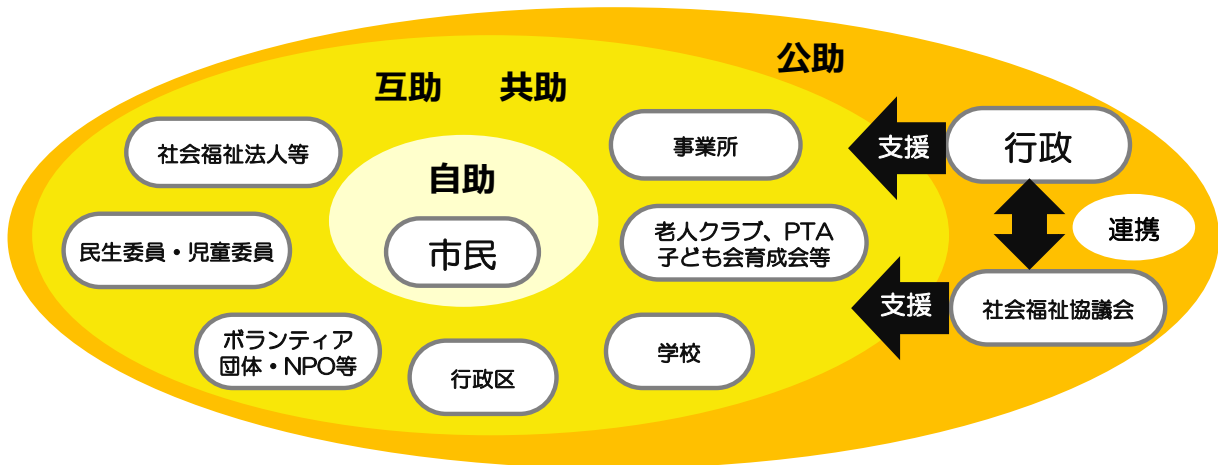 公助
互助 共助
社会福祉法人等
事業所
支援
行政
自助
市民
民生委員・児童委員
老人クラブ、PTA
子ども会育成会等
連携
支援
社会福祉協議会
ボランティア
団体・NPO等
行政区
学校